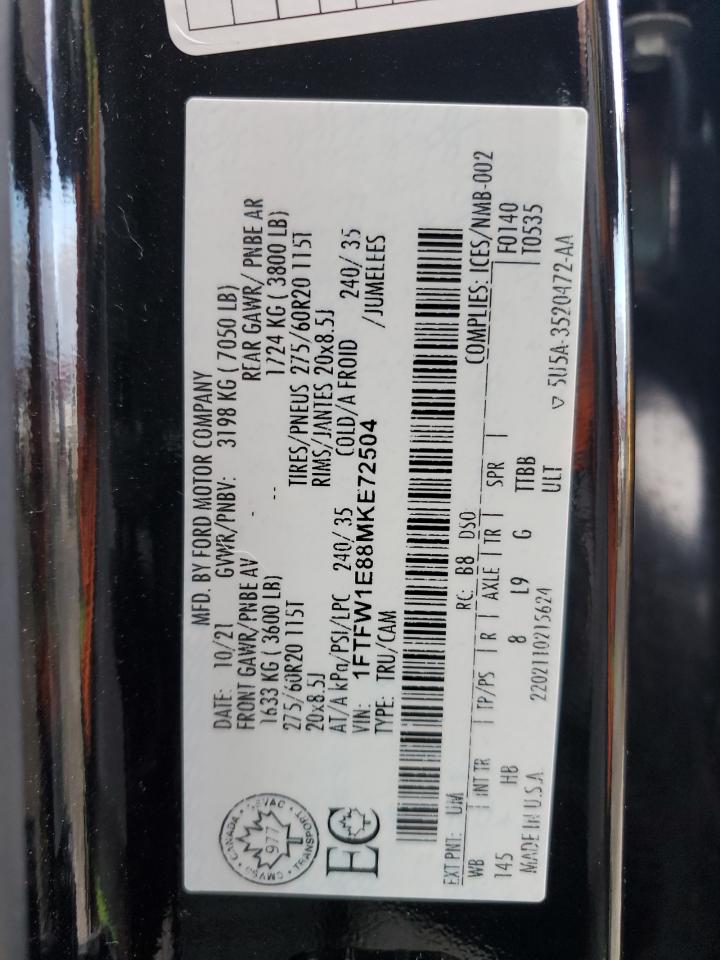 MFD. BY FORD MOTOR COMPANY
DATE: 10/21 GVWR/PNBV: 3198 KG ( 7050 LB)
FRONT GAWR/PNBE AV - REAR GAWR/ PNBE AR
1633 KG ( 3600 LB) -- 1724 KG ( 3800 LB)
275/60R20 115T TIRES/PNEUS 275/60R20 115T
20x8.5J RIMS/JANTES 20x8.5J
AT/A kPa/PSI/LPC 240/ 35 COLD/A FROID 240/ 35
VIN: 1FTFW1E88MKE72504 /JUMELEES
TYPE: TRU/CAM
CANADA
977
CMVSS • NSVAC
TRANSPORT
EC
EXT PNT: UM RC: B8 DSO COMPLIES: ICES/NMB-002
WB | INT TR | TP/PS | R | AXLE | TR | SPR | F0140
145 HB 8 L9 G TTBB T0535
ULT
MADE IN U.S.A. 2202110215624 ▽ 5U5A-3520472-AA